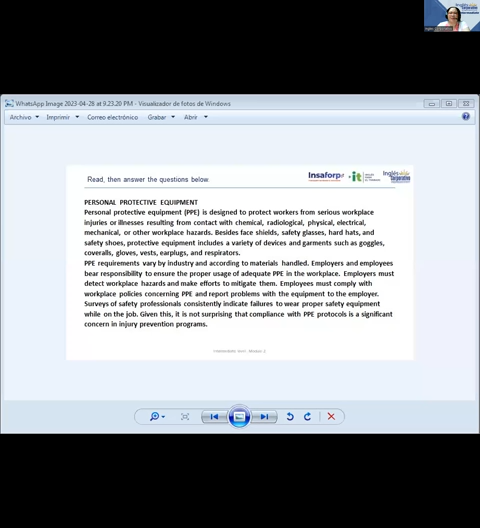 WhatsApp Image 2023-04-28 at 9.23.20 PM - Visualizador de fotos de Windows
Archivo Imprimir Correo electrónico Grabar Abrir
Read, then answer the questions below.
Insaforp it Inglés Corporativo
PERSONAL PROTECTIVE EQUIPMENT
Personal protective equipment (PPE) is designed to protect workers from serious workplace
injuries or illnesses resulting from contact with chemical, radiological, physical, electrical,
mechanical, or other workplace hazards. Besides face shields, safety glasses, hard hats, and
safety shoes, protective equipment includes a variety of devices and garments such as goggles,
coveralls, gloves, vests, earplugs, and respirators.
PPE requirements vary by industry and according to materials handled. Employers and employees
bear responsibility to ensure the proper usage of adequate PPE in the workplace. Employers must
detect workplace hazards and make efforts to mitigate them. Employees must comply with
workplace policies concerning PPE and report problems with the equipment to the employer.
Surveys of safety professionals consistently indicate failures to wear proper safety equipment
while on the job. Given this, it is not surprising that compliance with PPE protocols is a significant
concern in injury prevention programs.